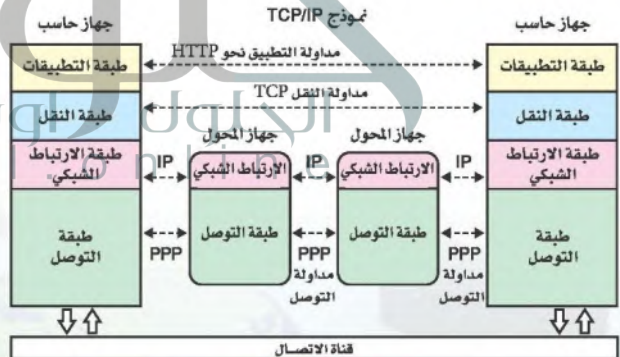 نموذج TCP/IP
جهاز حاسب
جهاز حاسب
طبقة التطبيقات
مداولة التطبيق نحو HTTP
طبقة التطبيقات
طبقة النقل
مداولة النقل TCP
طبقة النقل
جهاز المحول
جهاز المحول
طبقة الارتباط
الشبكي
IP
الارتباط الشبكي
IP
الارتباط الشبكي
IP
طبقة الارتباط
الشبكي
طبقة
التوصل
PPP
مداولة
التوصل
طبقة التوصل
PPP
مداولة
التوصل
طبقة التوصل
PPP
طبقة
التوصل
قناة الاتصال
الحلول